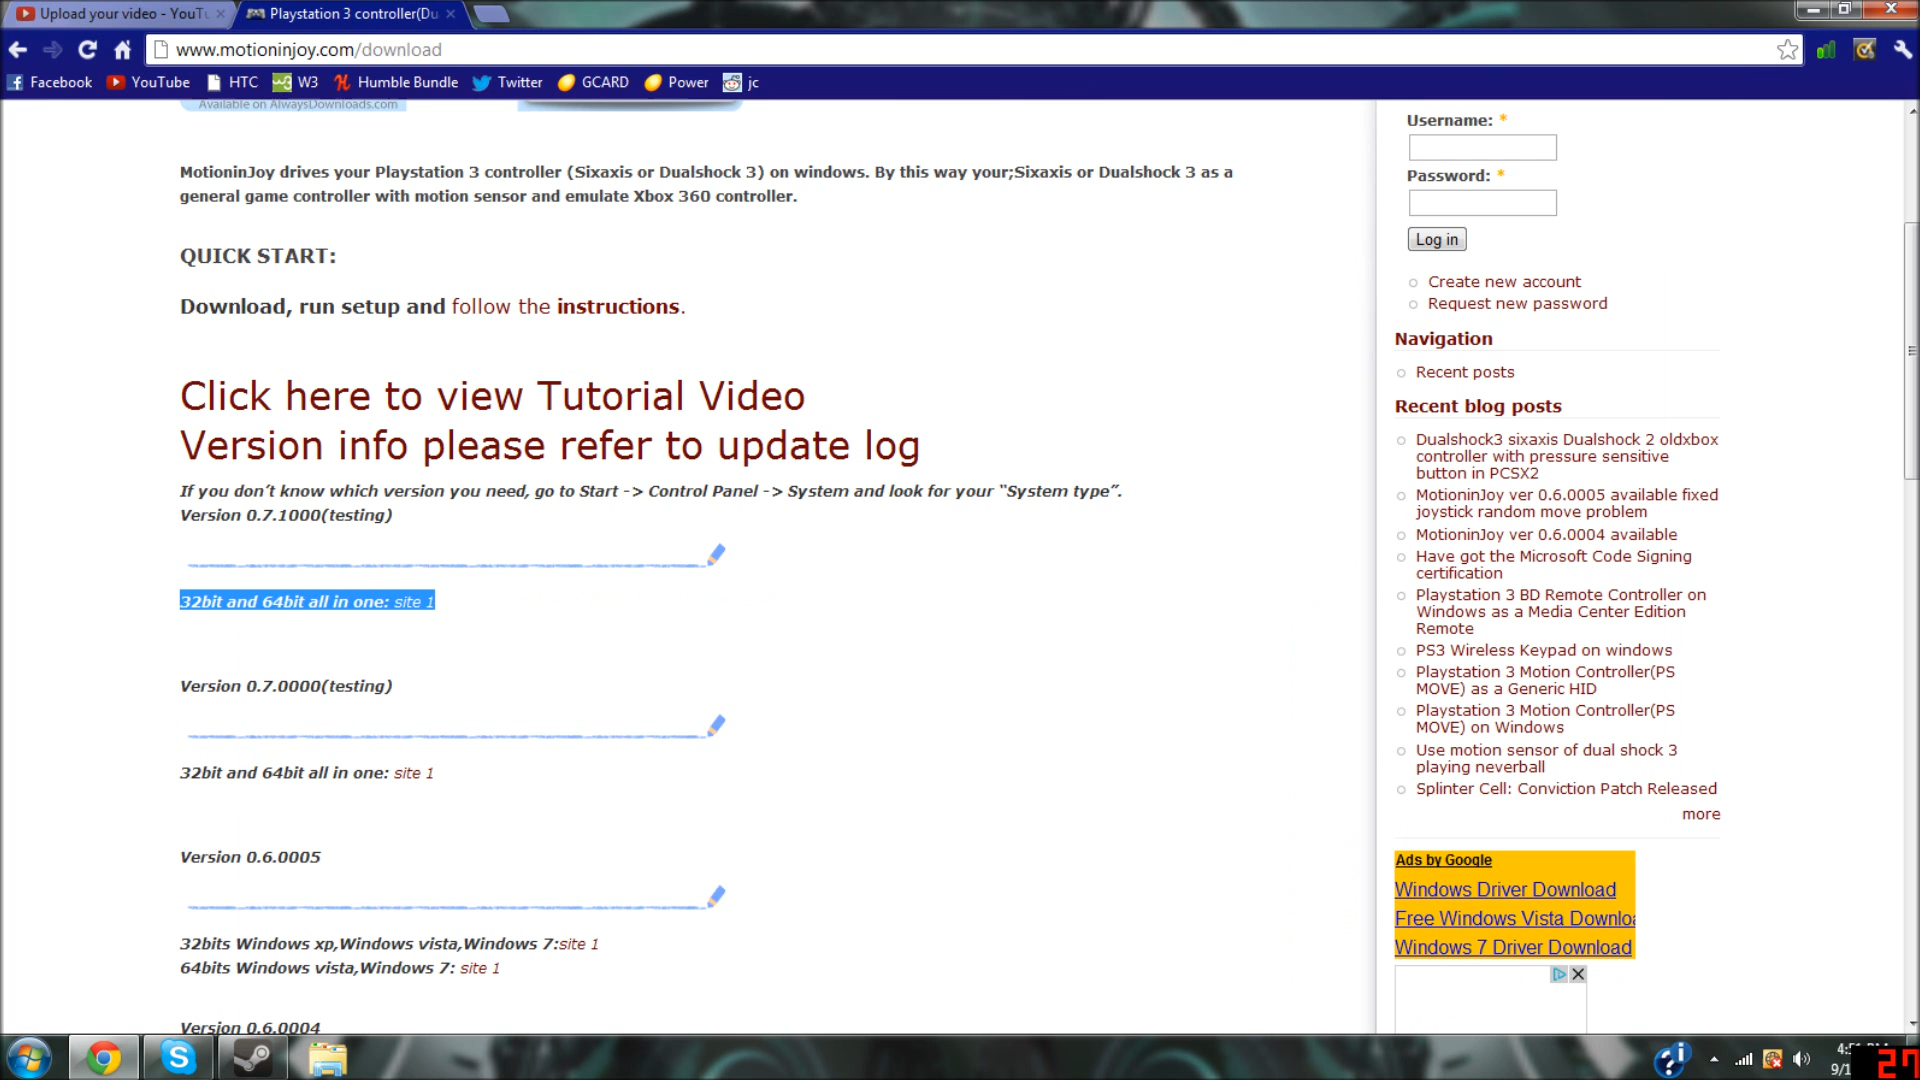 Upload your video - YouTu
Playstation 3 controller(Du
www.motioninjoy.com/download
Facebook YouTube HTC W3 Humble Bundle Twitter GCARD Power jc
Available on AlwaysDownloads.com
MotioninJoy drives your Playstation 3 controller (Sixaxis or Dualshock 3) on windows. By this way your;Sixaxis or Dualshock 3 as a
general game controller with motion sensor and emulate Xbox 360 controller.
QUICK START:
Download, run setup and follow the instructions.
Click here to view Tutorial Video
Version info please refer to update log
If you don’t know which version you need, go to Start -> Control Panel -> System and look for your “System type”.
Version 0.7.1000(testing)
32bit and 64bit all in one: site 1
Version 0.7.0000(testing)
32bit and 64bit all in one: site 1
Version 0.6.0005
32bits Windows xp,Windows vista,Windows 7:site 1
64bits Windows vista,Windows 7: site 1
Version 0.6.0004
Username: *
Password: *
Log in
Create new account
Request new password
Navigation
Recent posts
Recent blog posts
Dualshock3 sixaxis Dualshock 2 oldxbox
controller with pressure sensitive
button in PCSX2
MotioninJoy ver 0.6.0005 available fixed
joystick random move problem
MotioninJoy ver 0.6.0004 available
Have got the Microsoft Code Signing
certification
Playstation 3 BD Remote Controller on
Windows as a Media Center Edition
Remote
PS3 Wireless Keypad on windows
Playstation 3 Motion Controller(PS
MOVE) as a Generic HID
Playstation 3 Motion Controller(PS
MOVE) on Windows
Use motion sensor of dual shock 3
playing neverball
Splinter Cell: Conviction Patch Released
more
Ads by Google
Windows Driver Download
Free Windows Vista Downloa
Windows 7 Driver Download
27